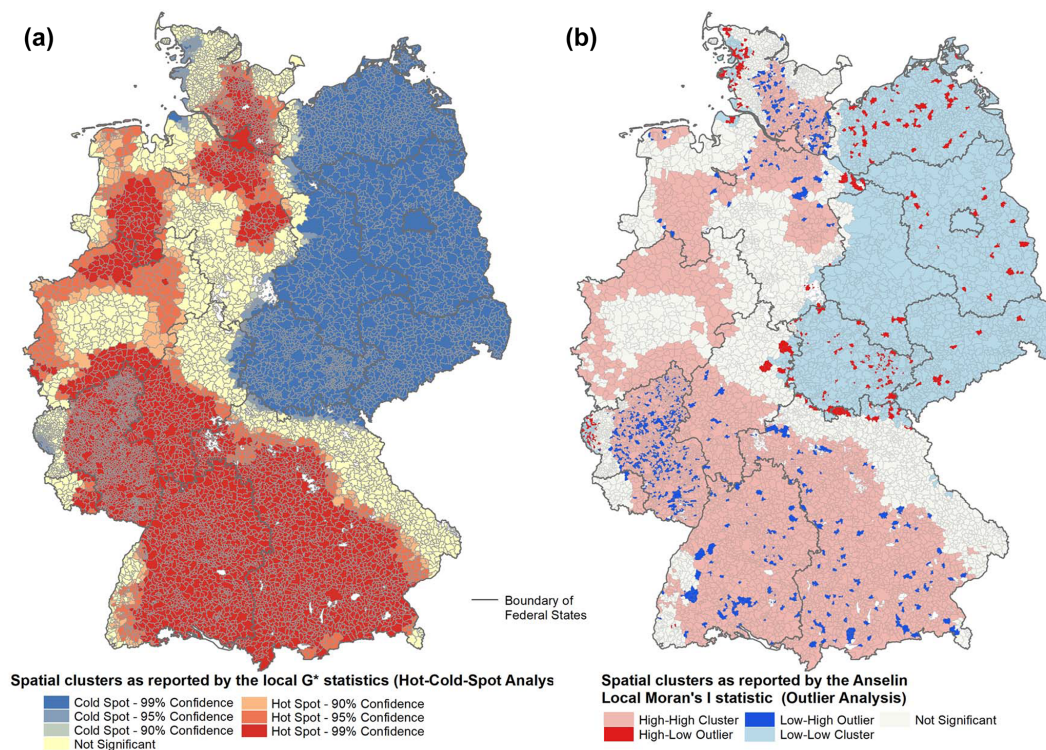 (a)
(b)
Boundary of
Federal States
Spatial clusters as reported by the local G* statistics (Hot-Cold-Spot Analys
Cold Spot - 99% Confidence
Cold Spot - 95% Confidence
Cold Spot - 90% Confidence
Not Significant
Hot Spot - 90% Confidence
Hot Spot - 95% Confidence
Hot Spot - 99% Confidence
Spatial clusters as reported by the Anselin
Local Moran's I statistic (Outlier Analysis)
High-High Cluster
High-Low Outlier
Low-High Outlier
Low-Low Cluster
Not Significant